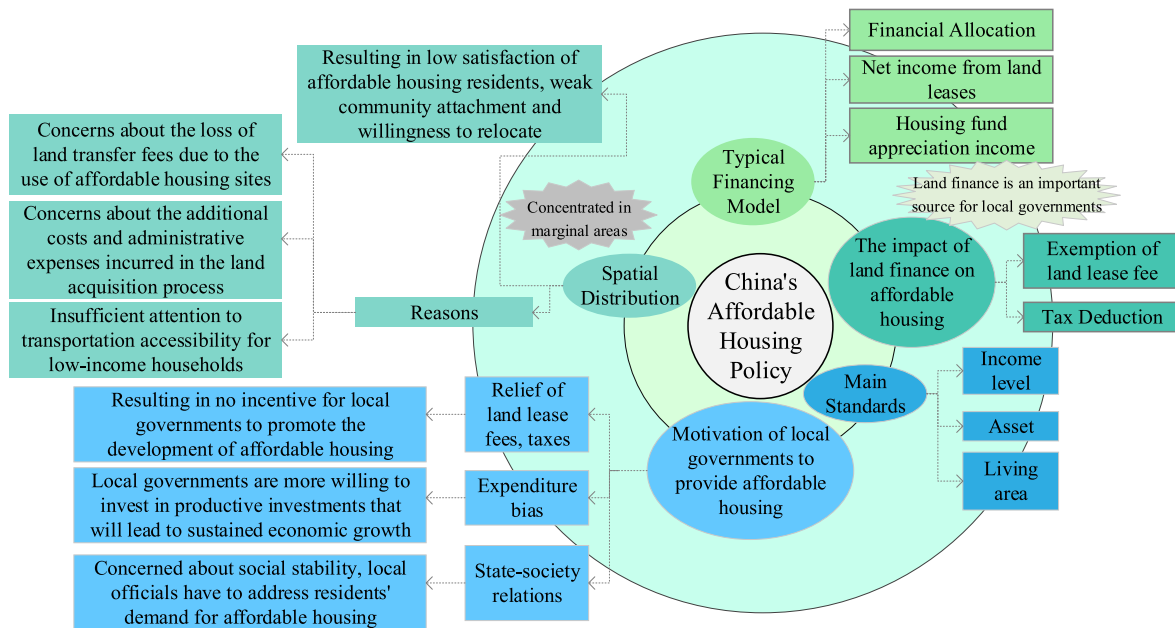 Financial Allocation
Net income from land
leases
Housing fund
appreciation income
Resulting in low satisfaction of
affordable housing residents, weak
community attachment and
willingness to relocate
Concerns about the loss of
land transfer fees due to the
use of affordable housing sites
Concerns about the additional
costs and administrative
expenses incurred in the land
acquisition process
Insufficient attention to
transportation accessibility for
low-income households
Reasons
Concentrated in
marginal areas
Spatial
Distribution
Typical
Financing
Model
Land finance is an important
source for local governments
The impact of
land finance on
affordable
housing
Exemption of
land lease fee
Tax Deduction
China's
Affordable
Housing
Policy
Main
Standards
Income
level
Asset
Living
area
Motivation of local
governments to
provide affordable
housing
Relief of
land lease
fees, taxes
Resulting in no incentive for local
governments to promote the
development of affordable housing
Expenditure
bias
Local governments are more willing to
invest in productive investments that
will lead to sustained economic growth
State-society
relations
Concerned about social stability, local
officials have to address residents'
demand for affordable housing